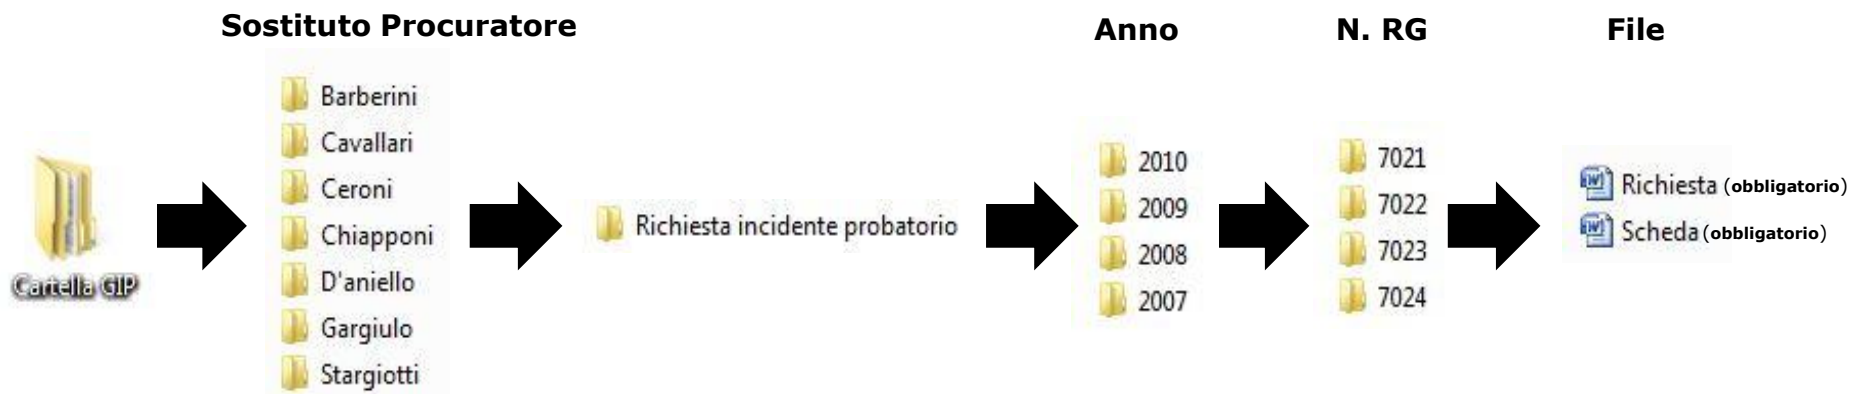 Sostituto Procuratore
Anno
N. RG
File
Cartella GIP
Barberini
Cavallari
Ceroni
Chiapponi
D'aniello
Gargiulo
Stargiotti
Richiesta incidente probatorio
2010
2009
2008
2007
7021
7022
7023
7024
Richiesta (obbligatorio)
Scheda (obbligatorio)